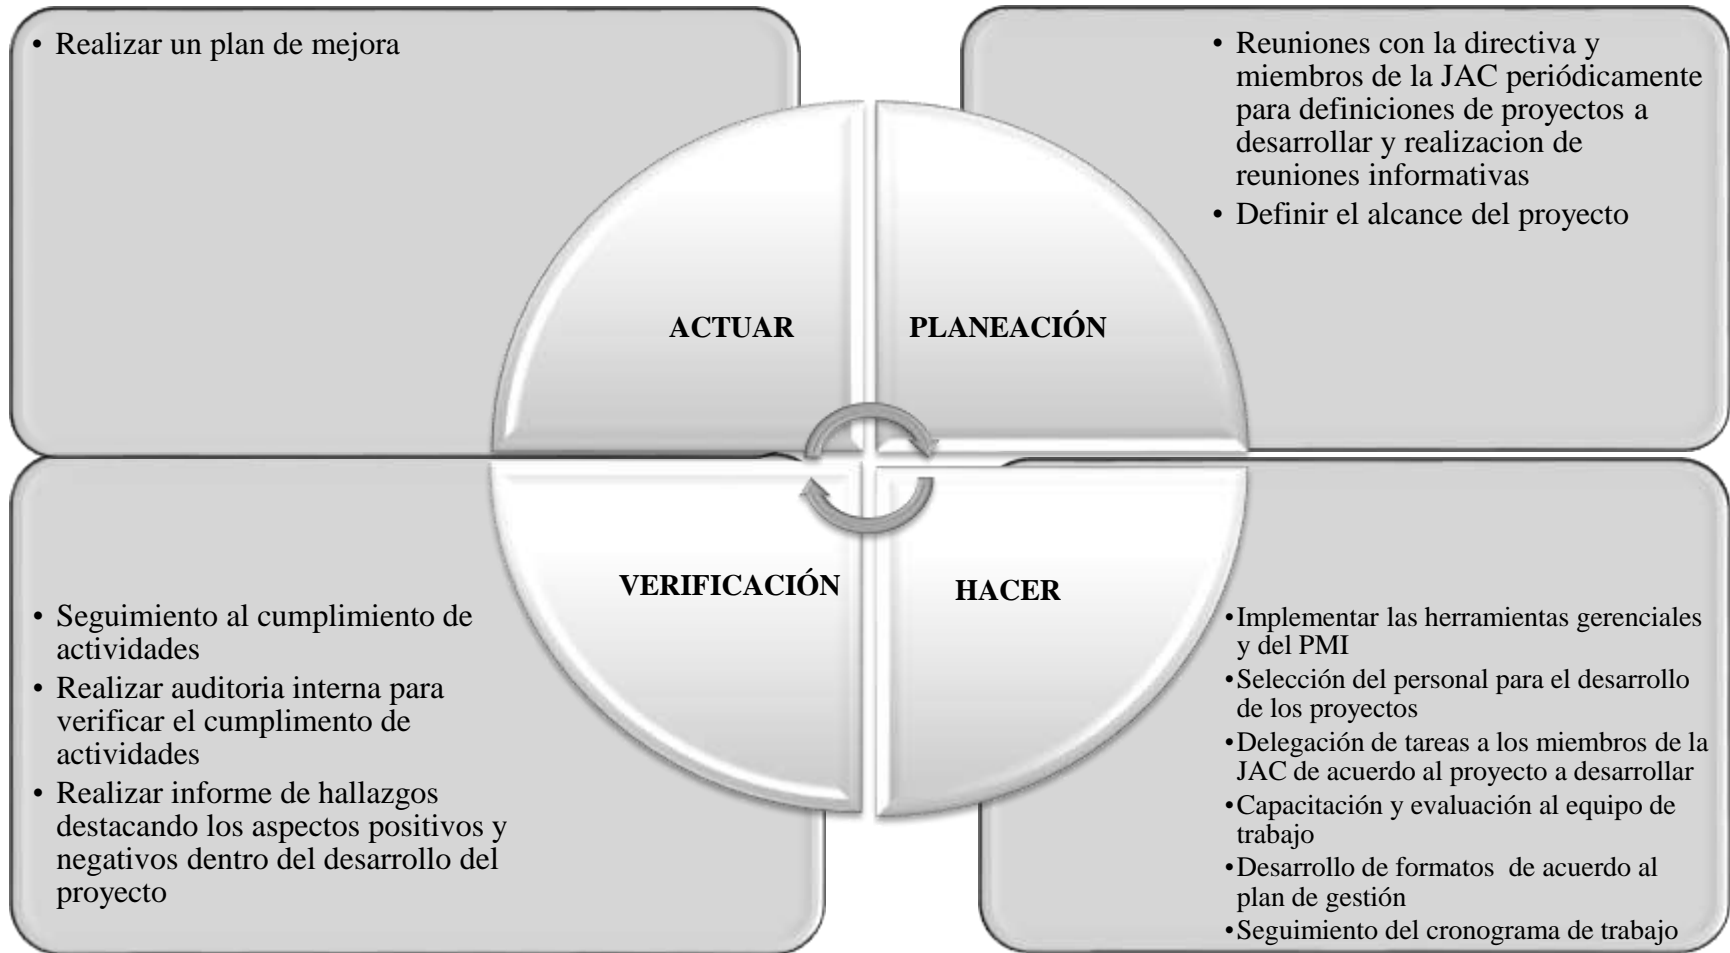 • Realizar un plan de mejora
• Reuniones con la directiva y
miembros de la JAC periódicamente
para definiciones de proyectos a
desarrollar y realizacion de
reuniones informativas
• Definir el alcance del proyecto
ACTUAR
PLANEACIÓN
VERIFICACIÓN
HACER
• Seguimiento al cumplimiento de
actividades
• Realizar auditoria interna para
verificar el cumplimento de
actividades
• Realizar informe de hallazgos
destacando los aspectos positivos y
negativos dentro del desarrollo del
proyecto
•Implementar las herramientas gerenciales
y del PMI
•Selección del personal para el desarrollo
de los proyectos
•Delegación de tareas a los miembros de la
JAC de acuerdo al proyecto a desarrollar
•Capacitación y evaluación al equipo de
trabajo
•Desarrollo de formatos de acuerdo al
plan de gestión
•Seguimiento del cronograma de trabajo